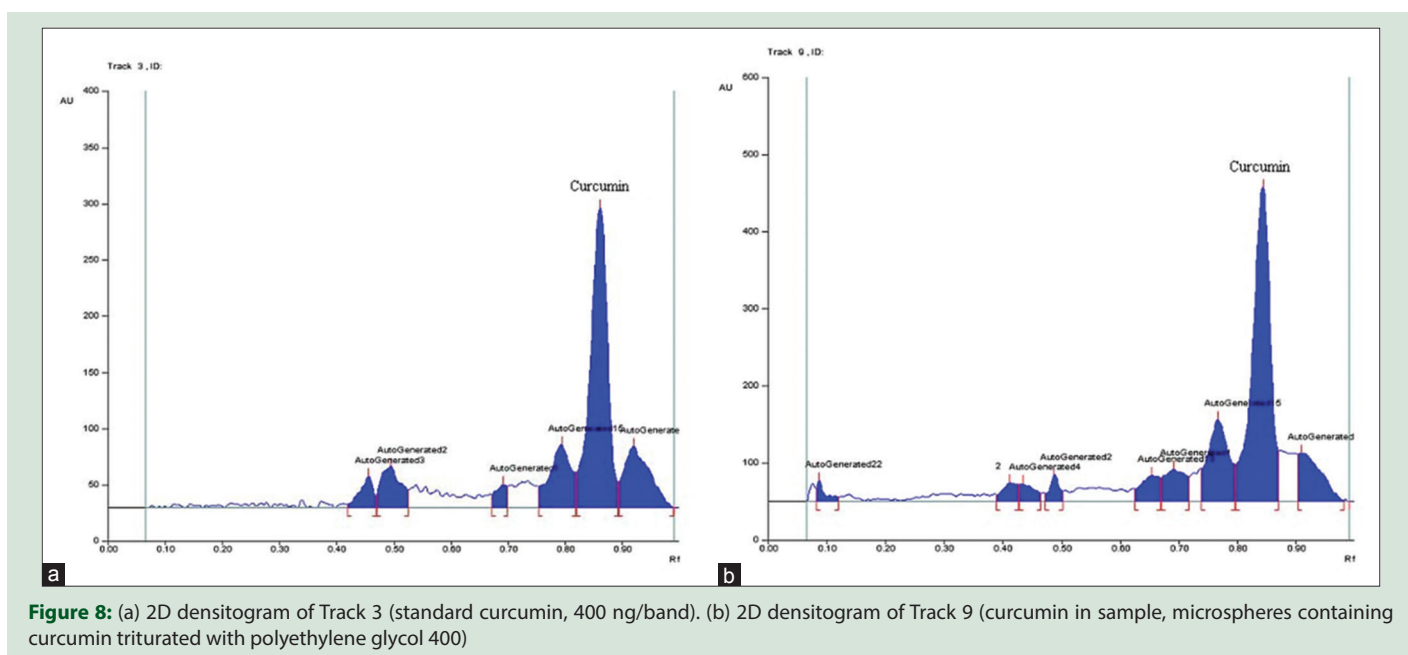 Track 3 , ID:
AU
400
350
300
250
200
150
100
50
0
Curcumin
AutoGenerated15
AutoGenerate
AutoGenerated2
AutoGenerated3
0.00 0.10 0.20 0.30 0.40 0.50 0.60 0.70 0.80 0.90
Rf
a
Track 9 , ID:
AU
600
500
400
300
200
100
0
Curcumin
AutoGenerated15
AutoGenerated
AutoGenerated2
2 AutoGenerated4
AutoGenerated22
0.00 0.10 0.20 0.30 0.40 0.50 0.60 0.70 0.80 0.90
Rf
b
Figure 8: (a) 2D densitogram of Track 3 (standard curcumin, 400 ng/band). (b) 2D densitogram of Track 9 (curcumin in sample, microspheres containing
curcumin triturated with polyethylene glycol 400)